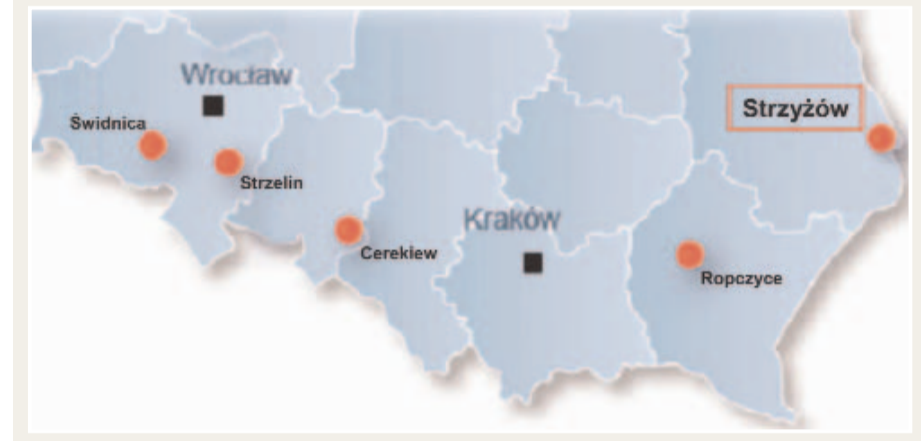 Wrocław
Świdnica
Strzelin
Strzyżów
Kraków
Cerekiew
Ropczyce